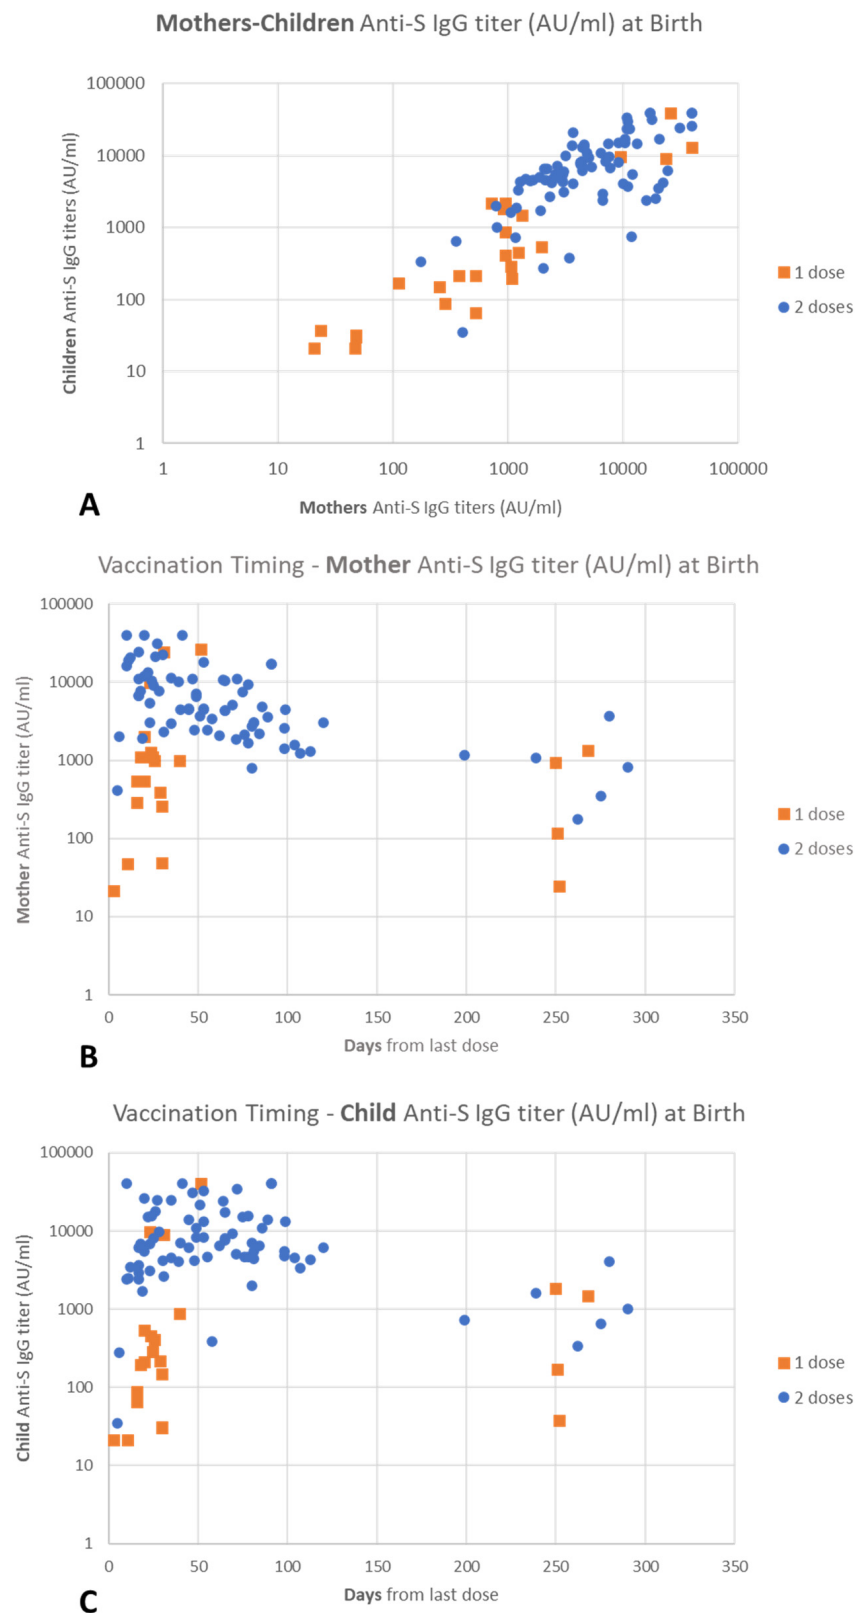 Mothers-Children Anti-S IgG titer (AU/ml) at Birth
100000
10000
1000
100
10
1
Children Anti-S IgG titers (AU/ml)
1 10 100 1000 10000 100000
Mothers Anti-S IgG titers (AU/ml)
1 dose
2 doses
A
Vaccination Timing - Mother Anti-S IgG titer (AU/ml) at Birth
100000
10000
1000
100
10
1
Mother Anti-S IgG titer (AU/ml)
0 50 100 150 200 250 300 350
Days from last dose
1 dose
2 doses
B
Vaccination Timing - Child Anti-S IgG titer (AU/ml) at Birth
100000
10000
1000
100
10
1
Child Anti-S IgG titer (AU/ml)
0 50 100 150 200 250 300 350
Days from last dose
1 dose
2 doses
C